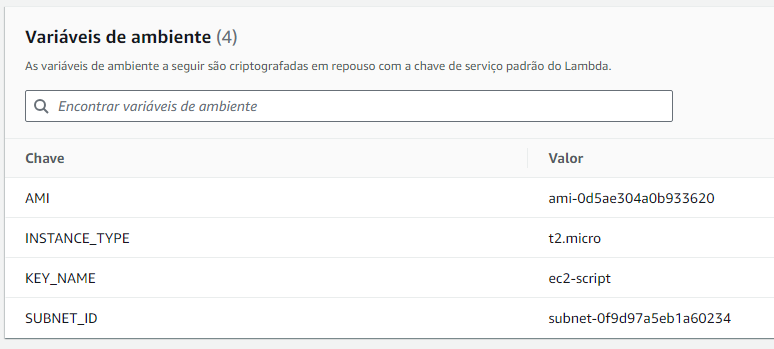 Variáveis de ambiente (4)
As variáveis de ambiente a seguir são criptografadas em repouso com a chave de serviço padrão do Lambda.
Encontrar variáveis de ambiente
Chave Valor
AMI ami-0d5ae304a0b933620
INSTANCE_TYPE t2.micro
KEY_NAME ec2-script
SUBNET_ID subnet-0f9d97a5eb1a60234